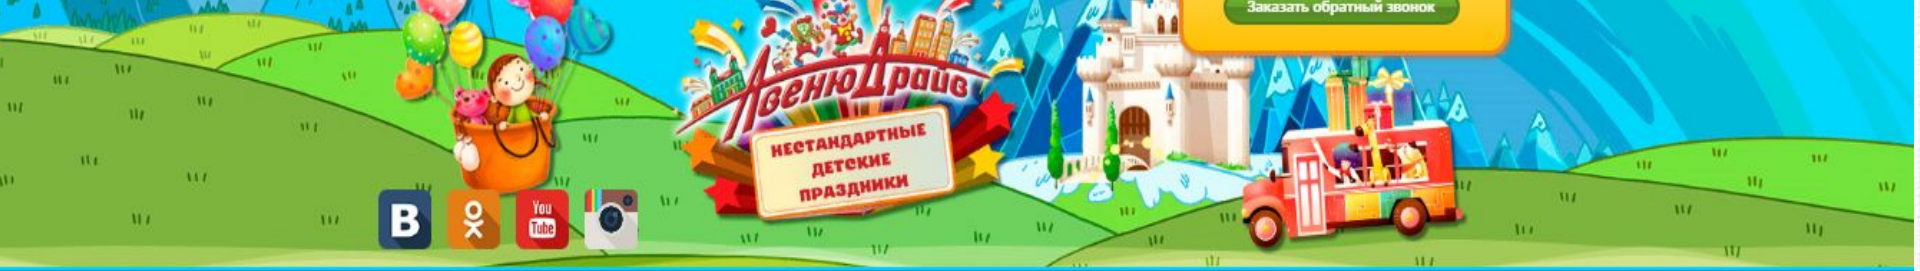 Заказать обратный звонок
АвенюДрайв
НЕСТАНДАРТНЫЕ
ДЕТСКИЕ
ПРАЗДНИКИ
B
You
Tube